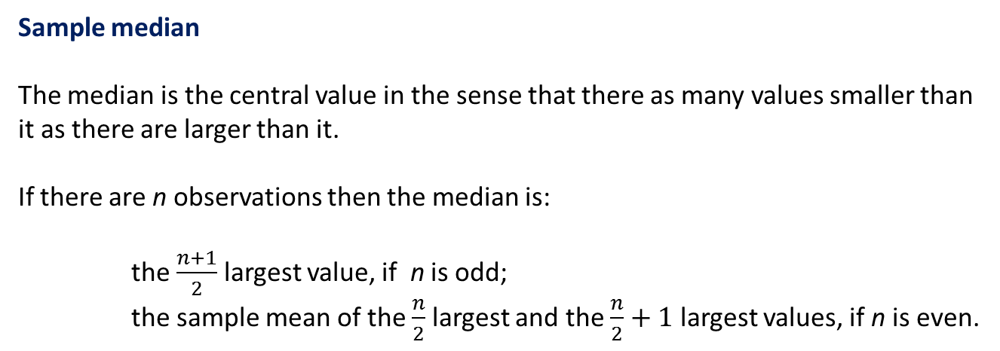 Sample median
The median is the central value in the sense that there as many values smaller than
it as there are larger than it.
If there are n observations then the median is:
the \frac{n+1}{2} largest value, if n is odd;
the sample mean of the \frac{n}{2} largest and the \frac{n}{2} + 1 largest values, if n is even.